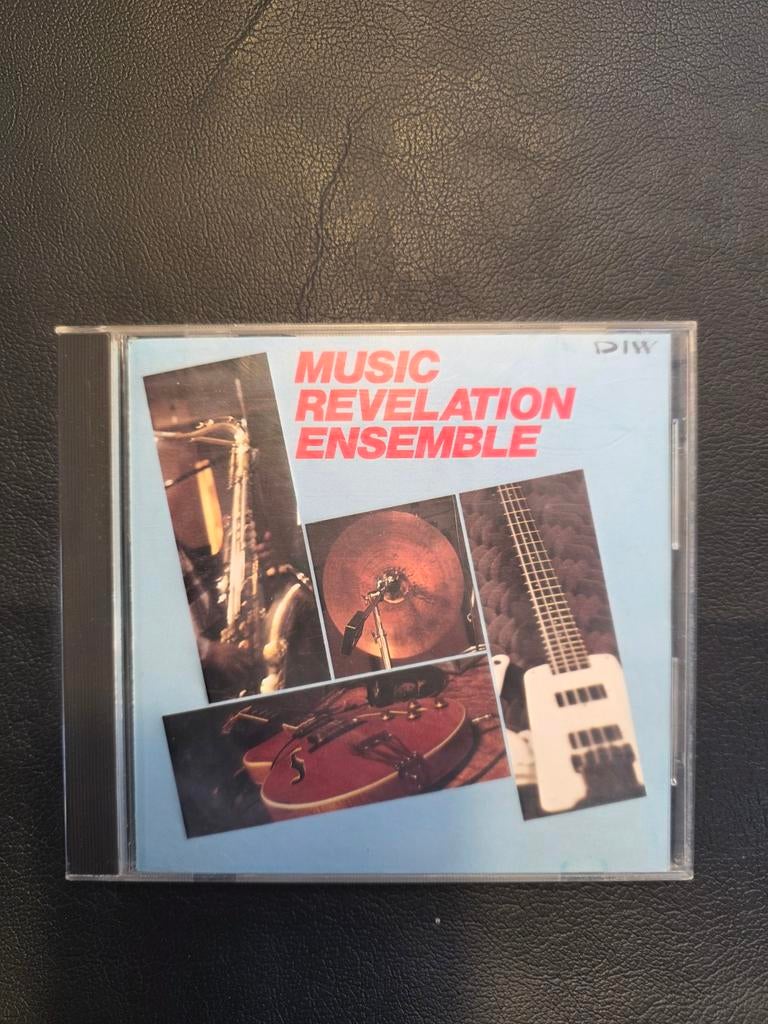 DIW
MUSIC
REVELATION
ENSEMBLE